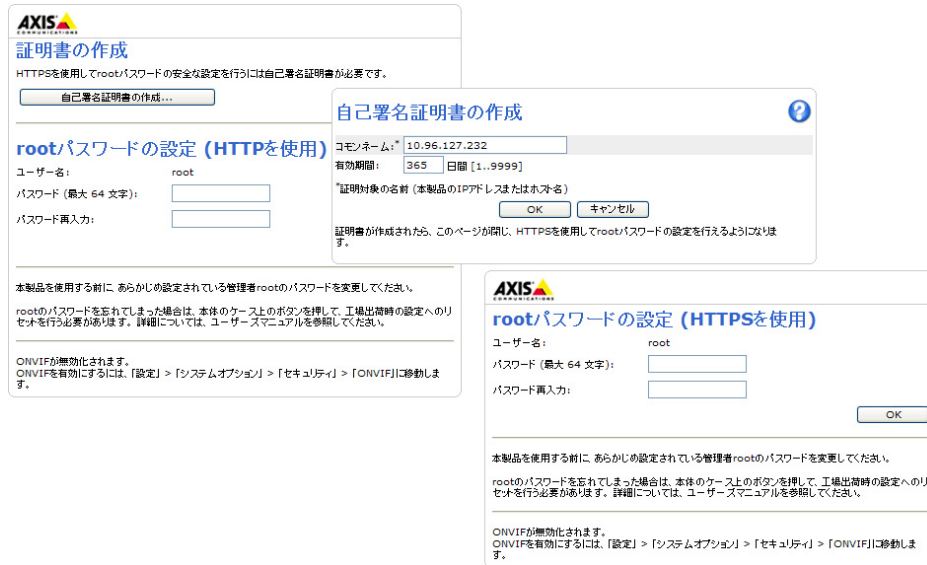 AXIS
COMMUNICATIONS
証明書の作成
HTTPSを使用してrootパスワードの安全な設定を行うには自己署名証明書が必要です。
自己署名証明書の作成...
rootパスワードの設定 (HTTPを使用)
ユーザー名: root
パスワード (最大 64 文字):
パスワード再入力:
本製品を使用する前に、あらかじめ設定されている管理者rootのパスワードを変更してください。
rootのパスワードを忘れてしまった場合は、本体のケース上のボタンを押して、工場出荷時の設定へのリ
セットを行う必要があります。詳細については、ユーザーズマニュアルを参照してください。
ONVIFが無効化されます。
ONVIFを有効にするには、「設定」 > 「システムオプション」 > 「セキュリティ」 > 「ONVIF」に移動しま
す。
自己署名証明書の作成
?
コモンネーム:* 10.96.127.232
有効期間: 365 日間 [1..9999]
*証明対象の名前 (本製品のIPアドレスまたはホスト名)
OK キャンセル
証明書が作成されたら、このページが閉じ、HTTPSを使用してrootパスワードの設定を行えるようになりま
す。
AXIS
COMMUNICATIONS
rootパスワードの設定 (HTTPSを使用)
ユーザー名: root
パスワード (最大 64 文字):
パスワード再入力:
OK
本製品を使用する前に、あらかじめ設定されている管理者rootのパスワードを変更してください。
rootのパスワードを忘れてしまった場合は、本体のケース上のボタンを押して、工場出荷時の設定へのリ
セットを行う必要があります。詳細については、ユーザーズマニュアルを参照してください。
ONVIFが無効化されます。
ONVIFを有効にするには、「設定」 > 「システムオプション」 > 「セキュリティ」 > 「ONVIF」に移動しま
す。